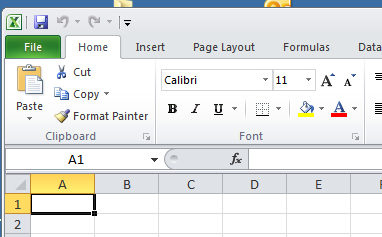 File Home Insert Page Layout Formulas Data
Cut
Calibri 11 A A
Copy
Paste
Format Painter
B I U A
Clipboard Font
A1 fx
A B C D E
1
2